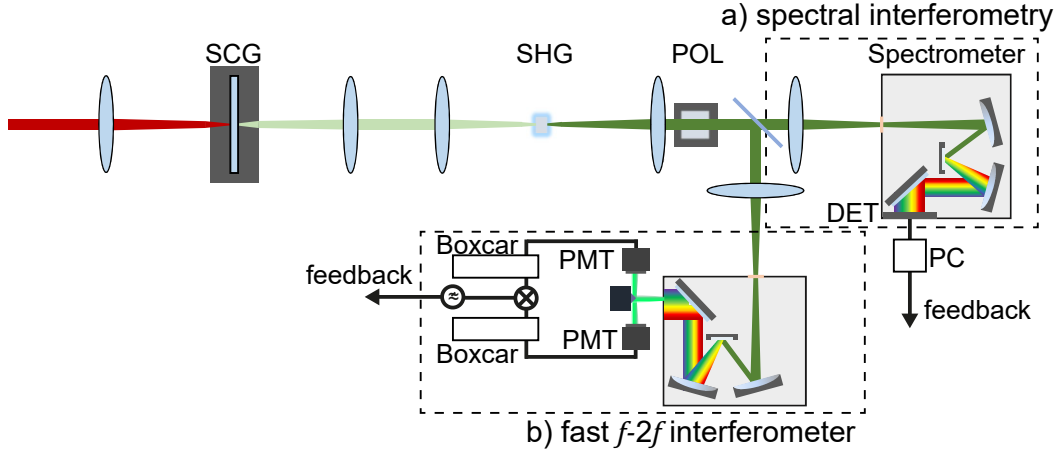 a) spectral interferometry
SCG
SHG
POL
Spectrometer
DET
PC
feedback
Boxcar
PMT
feedback
≈
⊗
Boxcar
PMT
b) fast f-2f interferometer